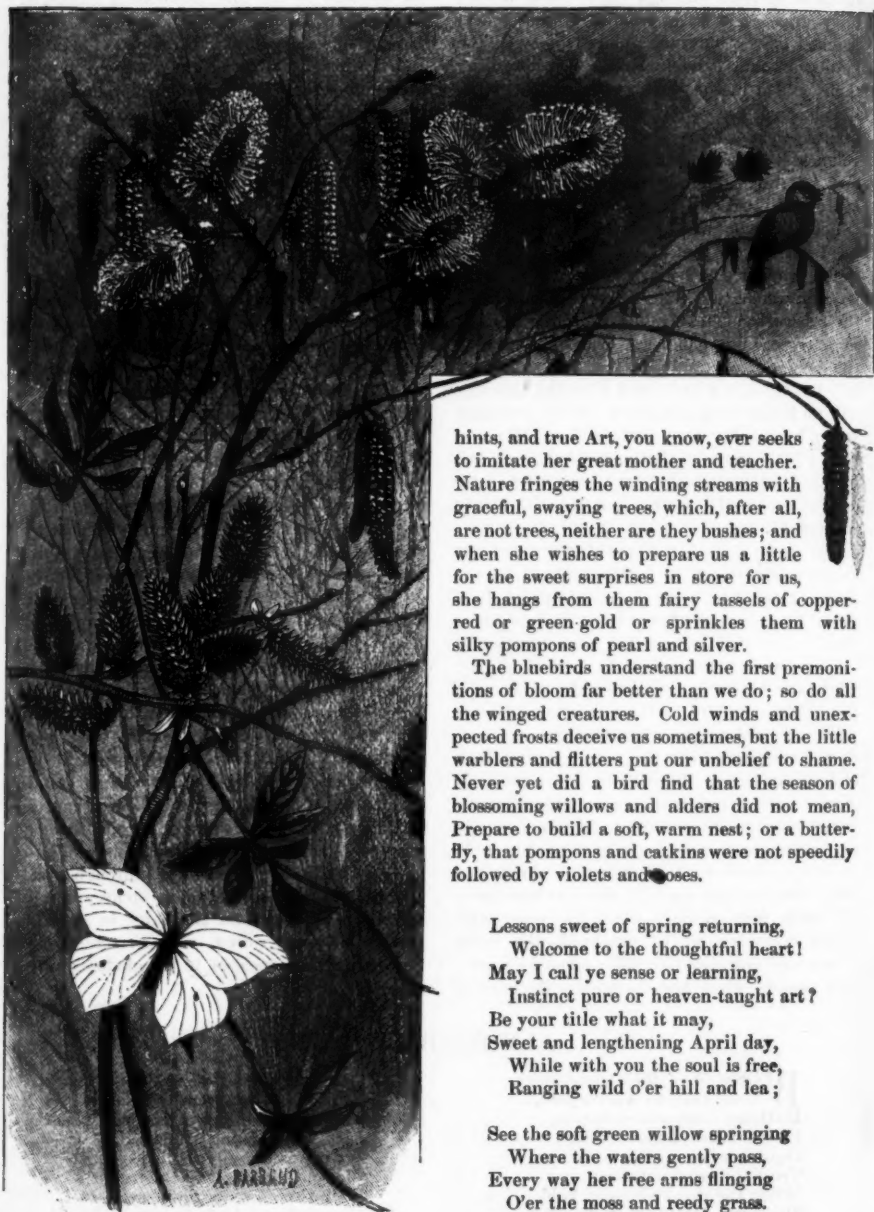 hints, and true Art, you know, ever seeks
to imitate her great mother and teacher.
Nature fringes the winding streams with
graceful, swaying trees, which, after all,
are not trees, neither are they bushes; and
when she wishes to prepare us a little
for the sweet surprises in store for us,
she hangs from them fairy tassels of copper-
red or green-gold or sprinkles them with
silky pompons of pearl and silver.
The bluebirds understand the first premoni-
tions of bloom far better than we do; so do all
the winged creatures. Cold winds and unex-
pected frosts deceive us sometimes, but the little
warblers and flitters put our unbelief to shame.
Never yet did a bird find that the season of
blossoming willows and alders did not mean,
Prepare to build a soft, warm nest; or a butter-
fly, that pompons and catkins were not speedily
followed by violets and
Lessons sweet of spring returning,
Welcome to the thoughtful heart!
May I call ye sense or learning,
Instinct pure or heaven-taught art?
Be your title what it may,
Sweet and lengthening April day,
While with you the soul is free,
Ranging wild o'er hill and lea;
See the soft green willow springing
Where the waters gently pass,
Every way her free arms flinging
O'er the moss and reedy grass.